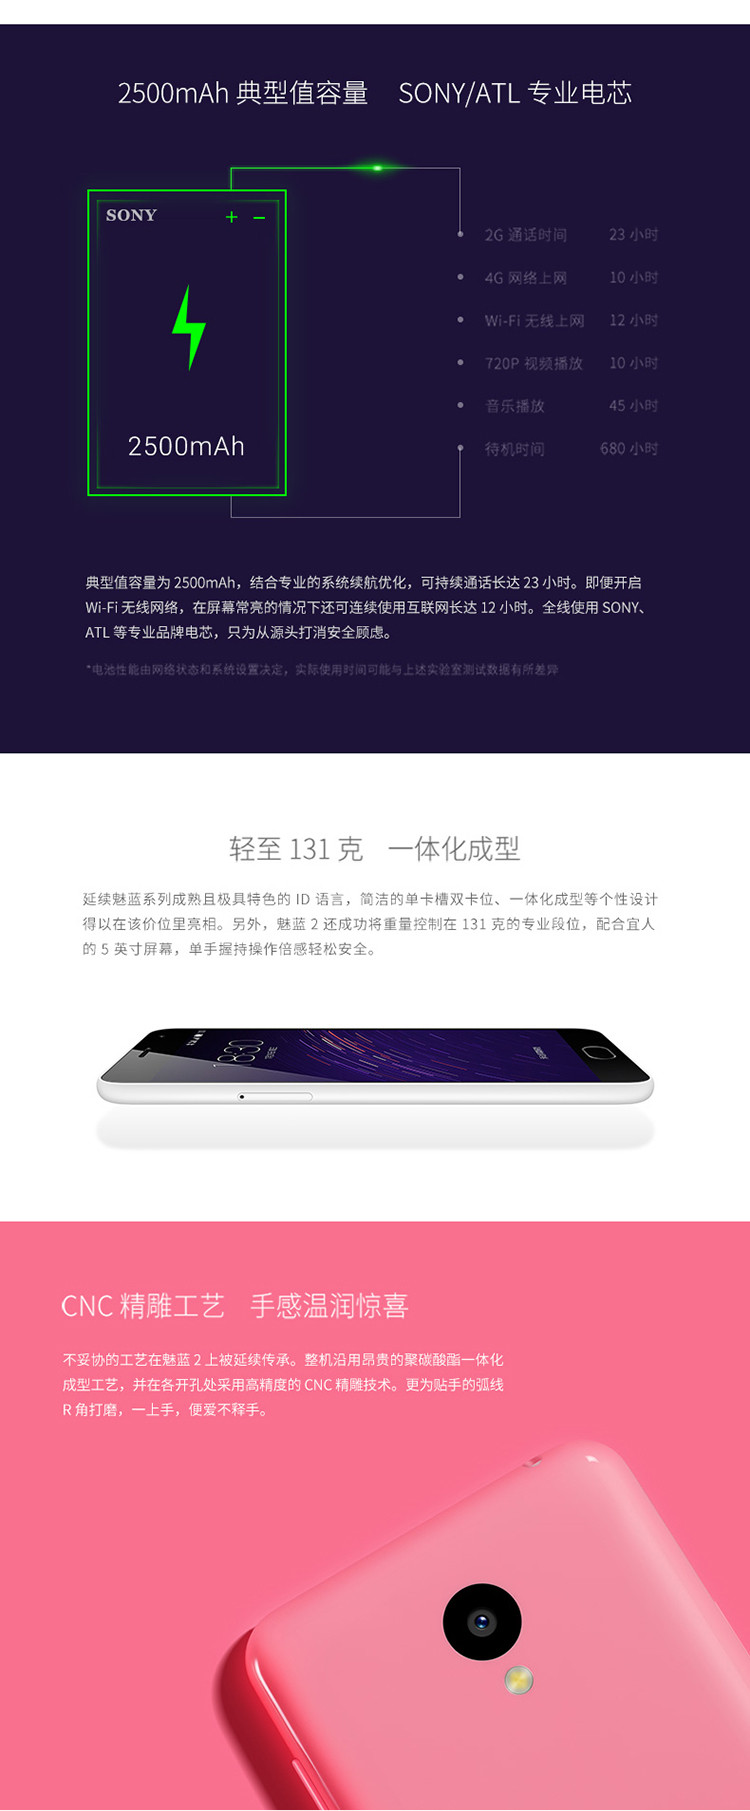 2500mAh 典型值容量 SONY/ATL 专业电芯
SONY + −
2500mAh
2G 通话时间 23 小时
4G 网络上网 10 小时
Wi-Fi 无线上网 12 小时
720P 视频播放 10 小时
音乐播放 45 小时
待机时间 680 小时
典型值容量为 2500mAh，结合专业的系统续航优化，可持续通话长达 23 小时。即便开启
Wi-Fi 无线网络，在屏幕常亮的情况下还可连续使用互联网长达 12 小时。全线使用 SONY、
ATL 等专业品牌电芯，只为从源头打消安全顾虑。
*电池性能由网络状态和系统设置决定，实际使用时间可能与上述实验室测试数据有所差异
轻至 131 克 一体化成型
延续魅蓝系列成熟且极具特色的 ID 语言，简洁的单卡槽双卡位、一体化成型等个性设计
得以在该价位里亮相。另外，魅蓝 2 还成功将重量控制在 131 克的专业段位，配合宜人
的 5 英寸屏幕，单手握持操作倍感轻松安全。
18:30
CNC 精雕工艺 手感温润惊喜
不妥协的工艺在魅蓝 2 上被延续传承。整机沿用昂贵的聚碳酸酯一体化
成型工艺，并在各开孔处采用高精度的 CNC 精雕技术。更为贴手的弧线
R 角打磨，一上手，便爱不释手。